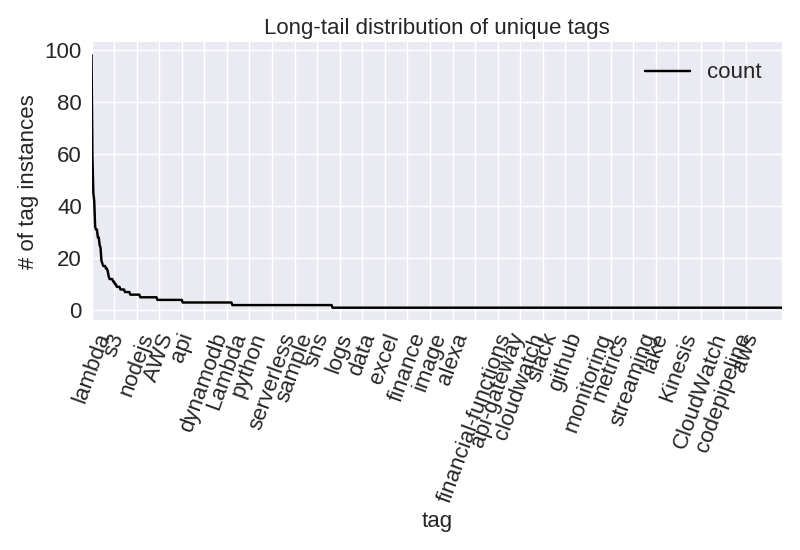 Long-tail distribution of unique tags
count
# of tag instances
100
80
60
40
20
0
lambda
s3
nodejs
AWS
api
dynamodb
Lambda
python
serverless
sample
sns
logs
data
excel
finance
image
alexa
financial-functions
api-gateway
cloudwatch
slack
github
monitoring
metrics
streaming
lake
Kinesis
CloudWatch
codepipeline
aws
tag